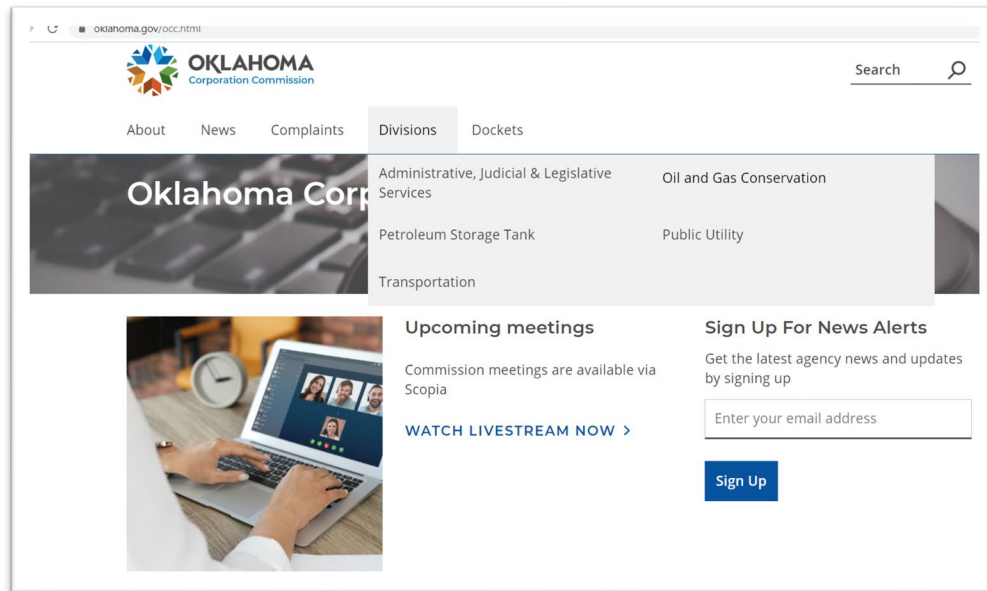 oklahoma.gov/occ.html
OKLAHOMA
Corporation Commission
Search
About News Complaints Divisions Dockets
Administrative, Judicial & Legislative
Services
Oil and Gas Conservation
Petroleum Storage Tank
Public Utility
Transportation
Oklahoma Corp
Upcoming meetings
Commission meetings are available via
Scopia
WATCH LIVESTREAM NOW >
Sign Up For News Alerts
Get the latest agency news and updates
by signing up
Enter your email address
Sign Up